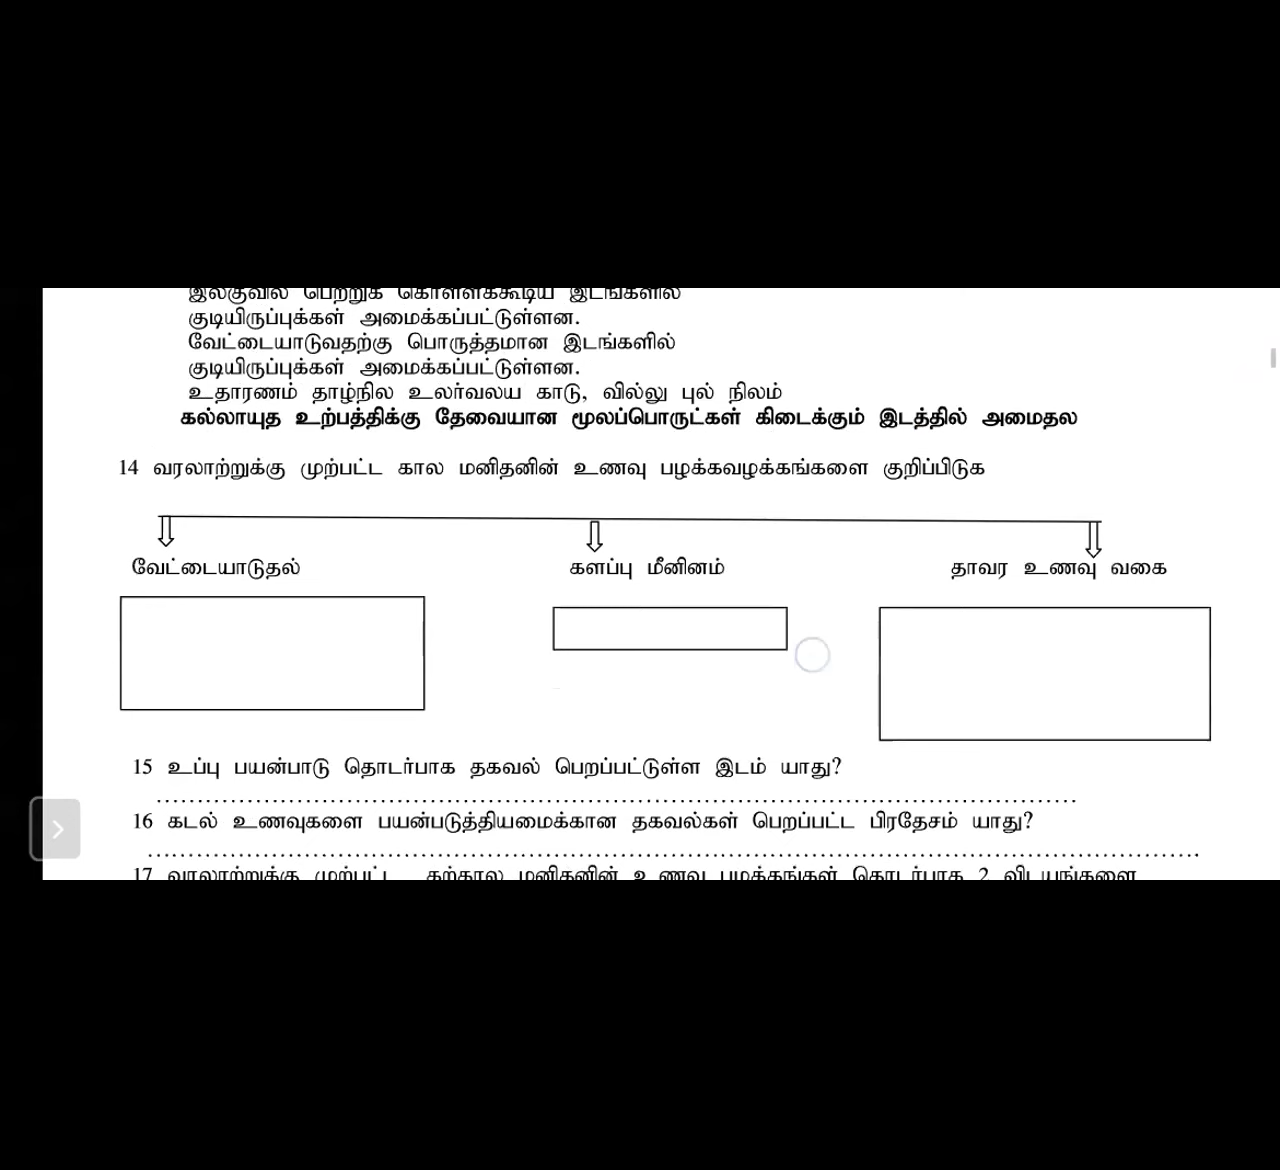 இலகுவில் பெற்றுக் கொள்ளக்கூடிய இடங்களில்
குடியிருப்புக்கள் அமைக்கப்பட்டுள்ளன.
வேட்டையாடுவதற்கு பொருத்தமான இடங்களில்
குடியிருப்புக்கள் அமைக்கப்பட்டுள்ளன.
உதாரணம் தாழ்நில உலர்வலய காடு, வில்லு புல் நிலம்
கல்லாயுத உற்பத்திக்கு தேவையான மூலப்பொருட்கள் கிடைக்கும் இடத்தில் அமைதல
14 வரலாற்றுக்கு முற்பட்ட கால மனிதனின் உணவு பழக்கவழக்கங்களை குறிப்பிடுக
வேட்டையாடுதல் களப்பு மீனினம் தாவர உணவு வகை
15 உப்பு பயன்பாடு தொடர்பாக தகவல் பெறப்பட்டுள்ள இடம் யாது?
16 கடல் உணவுகளை பயன்படுத்தியமைக்கான தகவல்கள் பெறப்பட்ட பிரதேசம் யாது?
17 வரலாற்றுக்கு முற்பட்ட கற்கால மனிதனின் உணவு பழக்கங்கள் தொடர்பாக 2 விடயங்களை